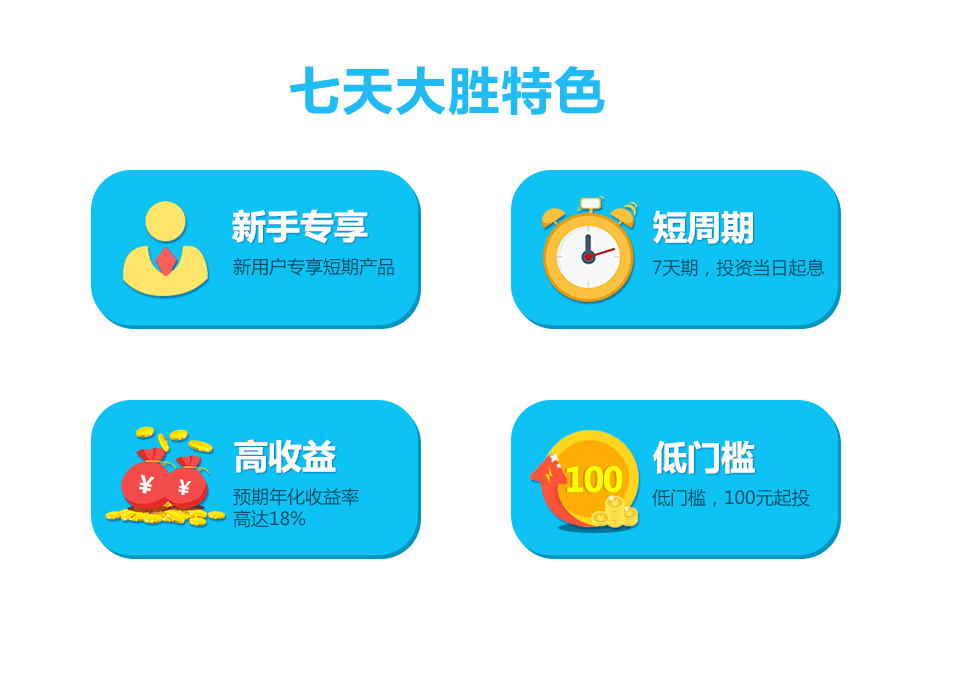 七天大胜特色
新手专享
新用户专享短期产品
短周期
7天期，投资当日起息
高收益
预期年化收益率
高达18%
¥ ¥
低门槛
低门槛，100元起投
100